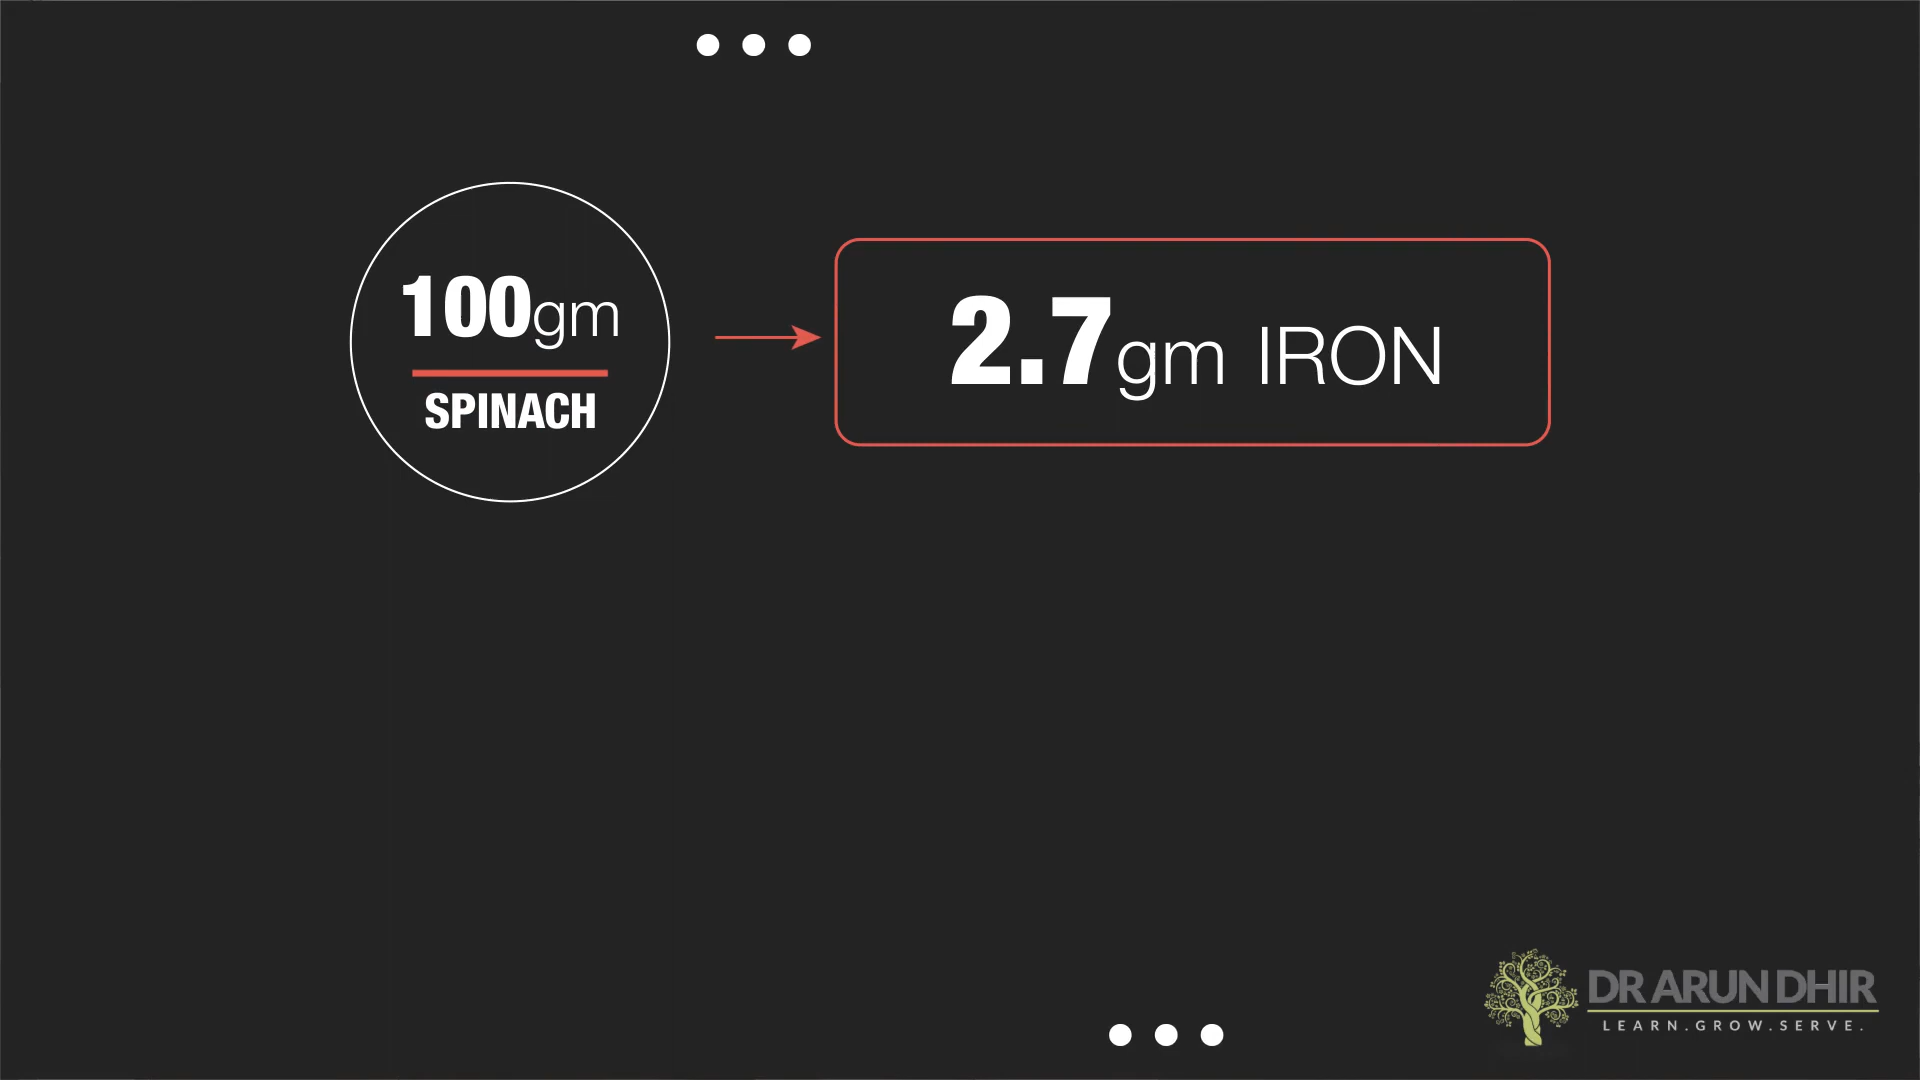 100gm
SPINACH
2.7gm IRON
DR ARUN DHIR
LEARN.GROW.SERVE.